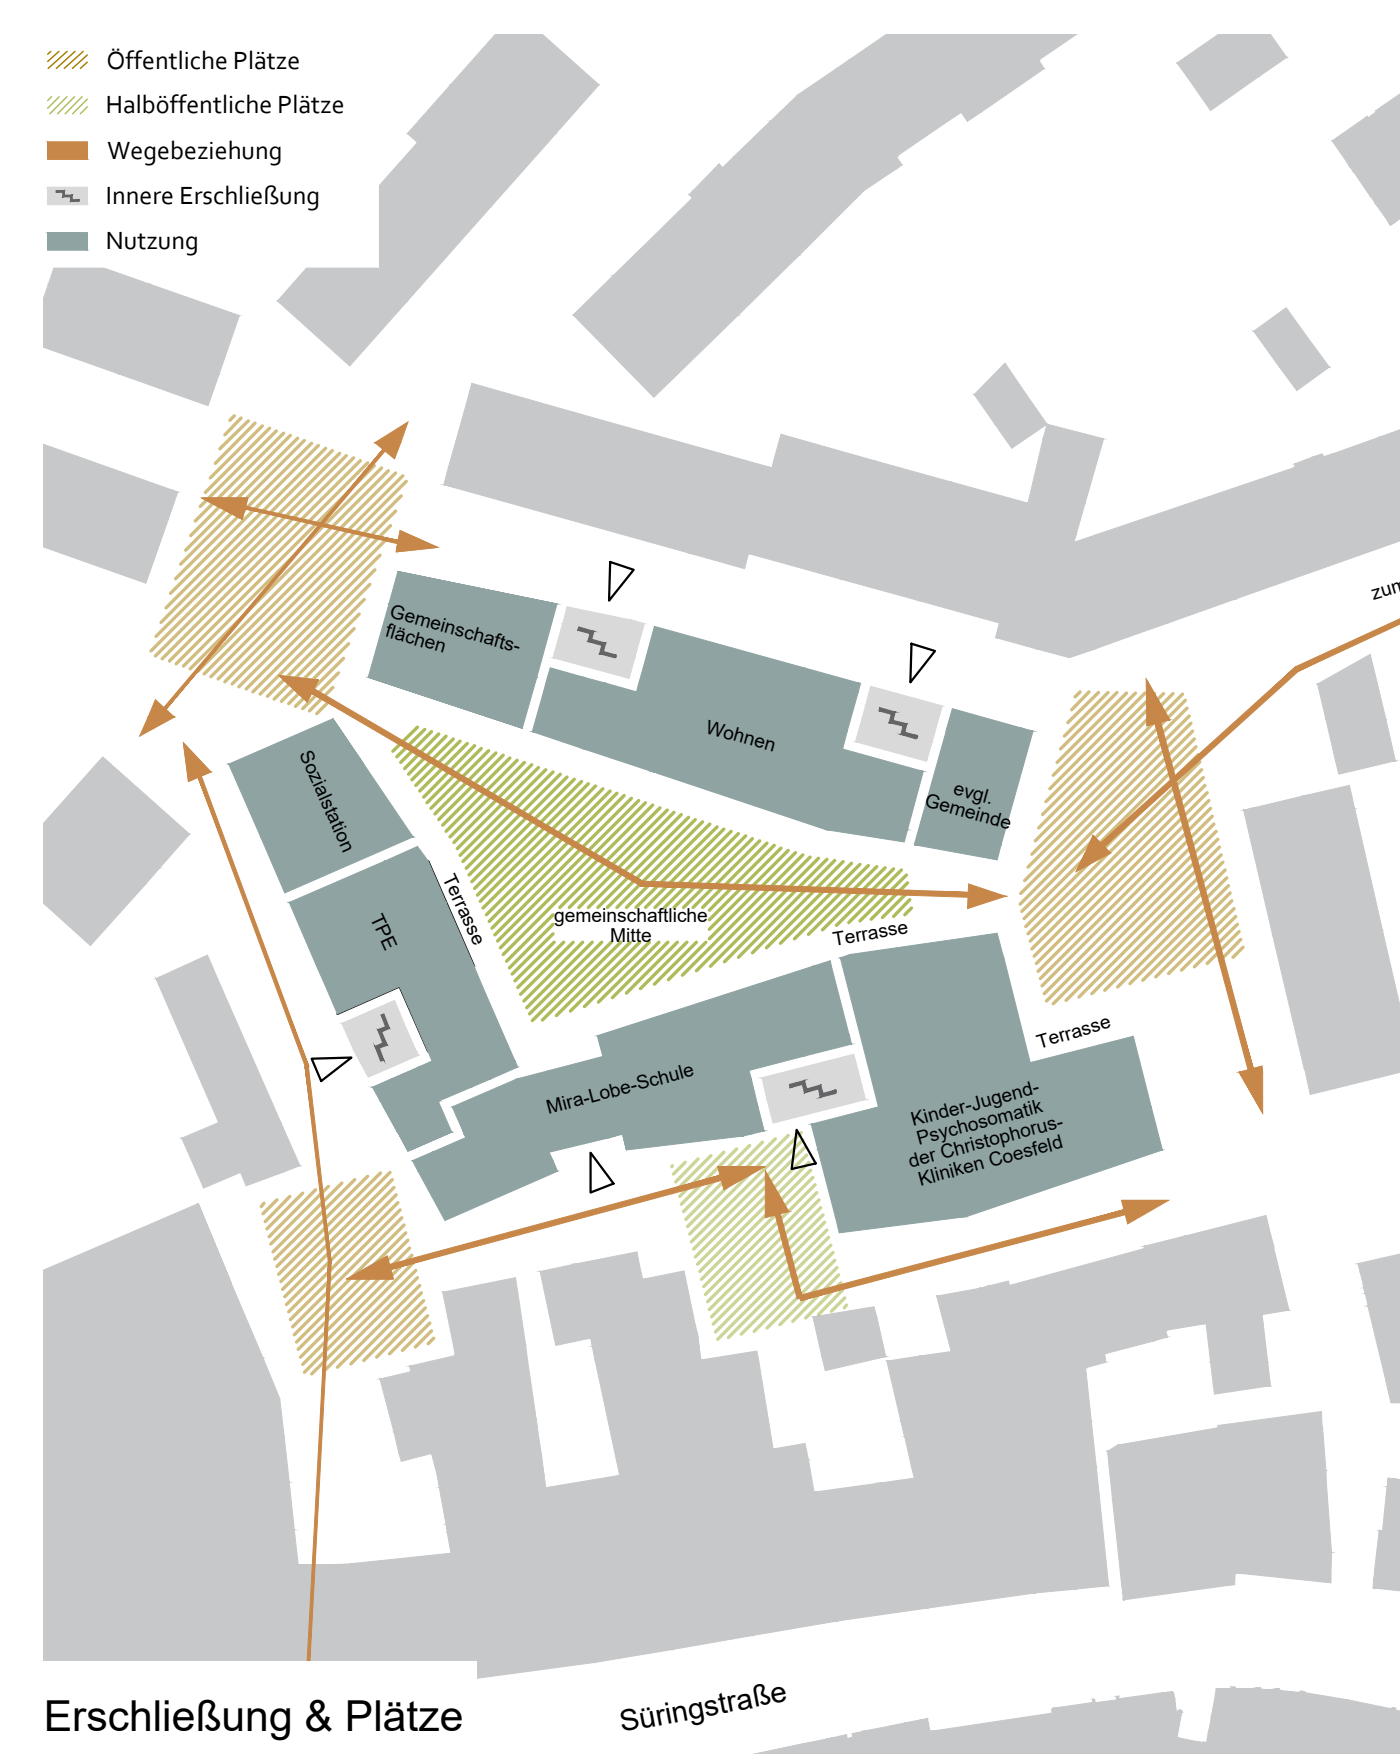 Öffentliche Plätze
Halböffentliche Plätze
Wegebeziehung
Innere Erschließung
Nutzung
zum
Gemeinschafts-
flächen
Wohnen
evgl.
Gemeinde
Sozialstation
TPE
Terrasse
gemeinschaftliche
Mitte
Terrasse
Terrasse
Mira-Lobe-Schule
Kinder-Jugend-
Psychosomatik
der Christophorus-
Kliniken Coesfeld
Erschließung & Plätze
Süringstraße